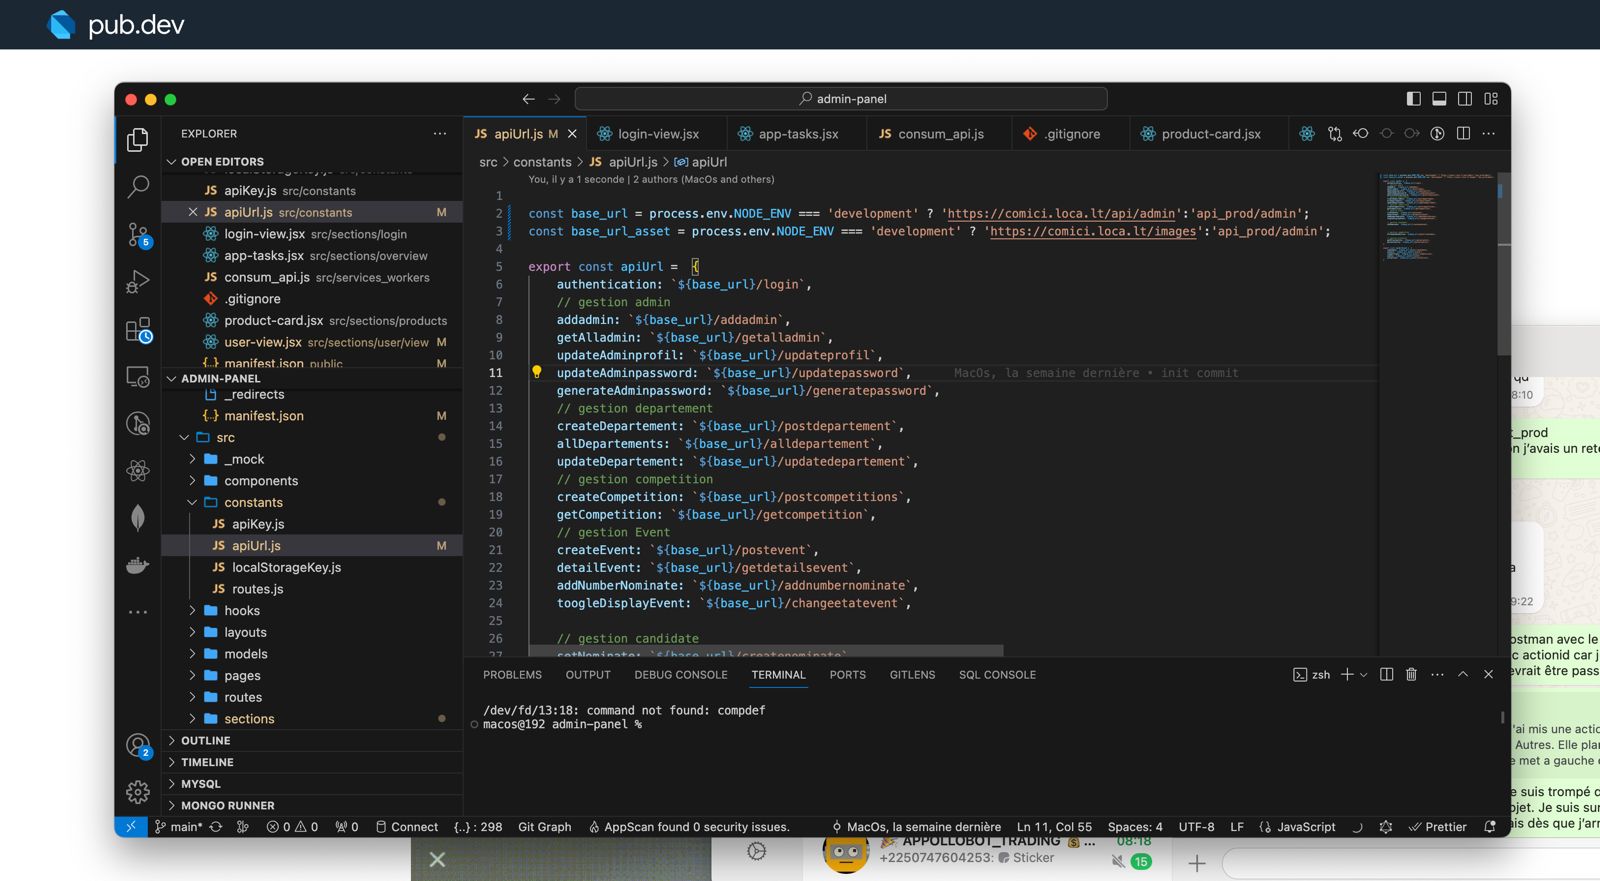 pub.dev
admin-panel
EXPLORER
OPEN EDITORS
JS apiKey.js src/constants
JS apiUrl.js src/constants M
login-view.jsx src/sections/login
app-tasks.jsx src/sections/overview
JS consum_api.js src/services_workers
.gitignore
product-card.jsx src/sections/products
user-view.jsx src/sections/user/view M
{..} manifest.json public M
ADMIN-PANEL
_redirects
{..} manifest.json M
src
_mock
components
constants
JS apiKey.js
JS apiUrl.js M
JS localStorageKey.js
JS routes.js
hooks
layouts
models
pages
routes
sections
OUTLINE
TIMELINE
MYSQL
MONGO RUNNER
5
2
JS apiUrl.js M
login-view.jsx
app-tasks.jsx
JS consum_api.js
.gitignore
product-card.jsx
src > constants > JS apiUrl.js > apiUrl
You, il y a 1 seconde | 2 authors (MacOs and others)
1
2 const base_url = process.env.NODE_ENV === 'development' ? 'https://comici.loca.lt/api/admin':'api_prod/admin';
3 const base_url_asset = process.env.NODE_ENV === 'development' ? 'https://comici.loca.lt/images':'api_prod/admin';
4
5 export const apiUrl = {
6 authentication: `${base_url}/login`,
7 // gestion admin
8 addadmin: `${base_url}/addadmin`,
9 getAlladmin: `${base_url}/getalladmin`,
10 updateAdminprofil: `${base_url}/updateprofil`,
11 updateAdminpassword: `${base_url}/updatepassword`, MacOs, la semaine dernière • init commit
12 generateAdminpassword: `${base_url}/generatepassword`,
13 // gestion departement
14 createDepartement: `${base_url}/postdepartement`,
15 allDepartements: `${base_url}/alldepartement`,
16 updateDepartement: `${base_url}/updatedepartement`,
17 // gestion competition
18 createCompetition: `${base_url}/postcompetitions`,
19 getCompetition: `${base_url}/getcompetition`,
20 // gestion Event
21 createEvent: `${base_url}/postevent`,
22 detailEvent: `${base_url}/getdetailsevent`,
23 addNumberNominate: `${base_url}/addnumbernominate`,
24 toogleDisplayEvent: `${base_url}/changeetatevent`,
25
26 // gestion candidate
27 setNominate: `${base_url}/createnominate`
PROBLEMS OUTPUT DEBUG CONSOLE TERMINAL PORTS GITLENS SQL CONSOLE
zsh
/dev/fd/13:18: command not found: compdef
macos@192 admin-panel %
main* 0 0 0 Connect {..} : 298 Git Graph AppScan found 0 security issues. MacOs, la semaine dernière Ln 11, Col 55 Spaces: 4 UTF-8 LF JavaScript Prettier
qu
8:10
t_prod
on j'avais un rete
a
9:22
ostman avec le
c actionid car j
evrait être pass
'ai mis une actio
Autres. Elle plan
e met a gauche
e suis trompé d
ojet. Je suis sur
ais dès que j'arr
APPOLLOBOT_TRADING ... 08:18
+2250747604253: Sticker 15